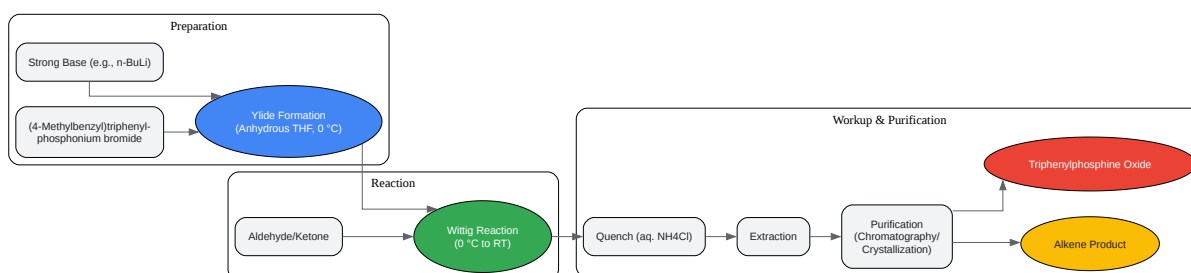 Preparation
Strong Base (e.g., n-BuLi)
(4-Methylbenzyl)triphenyl-
phosphonium bromide
Ylide Formation
(Anhydrous THF, 0 °C)
Reaction
Aldehyde/Ketone
Wittig Reaction
(0 °C to RT)
Workup & Purification
Quench (aq. NH4Cl)
Extraction
Purification
(Chromatography/
Crystallization)
Triphenylphosphine Oxide
Alkene Product